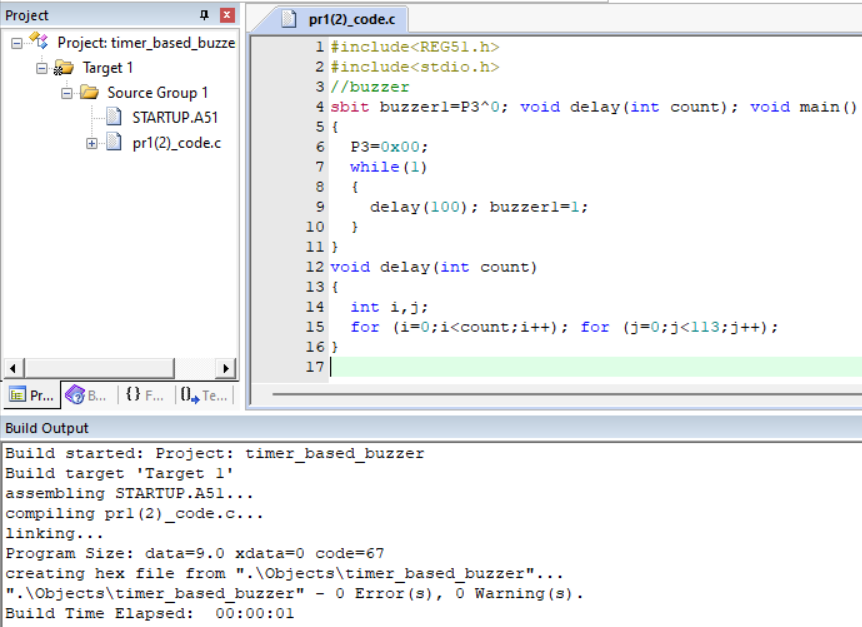 Project
Project: timer_based_buzze
Target 1
Source Group 1
STARTUP.A51
pr1(2)_code.c
Pr...
B...
{} F...
0 Te...
pr1(2)_code.c
1 #include<REG51.h>
2 #include<stdio.h>
3 //buzzer
4 sbit buzzer1=P3^0; void delay(int count); void main()
5 {
6 P3=0x00;
7 while(1)
8 {
9 delay(100); buzzer1=1;
10 }
11 }
12 void delay(int count)
13 {
14 int i,j;
15 for (i=0;i<count;i++); for (j=0;j<113;j++);
16 }
17
Build Output
Build started: Project: timer_based_buzzer
Build target 'Target 1'
assembling STARTUP.A51...
compiling pr1(2)_code.c...
linking...
Program Size: data=9.0 xdata=0 code=67
creating hex file from ".\Objects\timer_based_buzzer"...
".\Objects\timer_based_buzzer" - 0 Error(s), 0 Warning(s).
Build Time Elapsed:  00:00:01